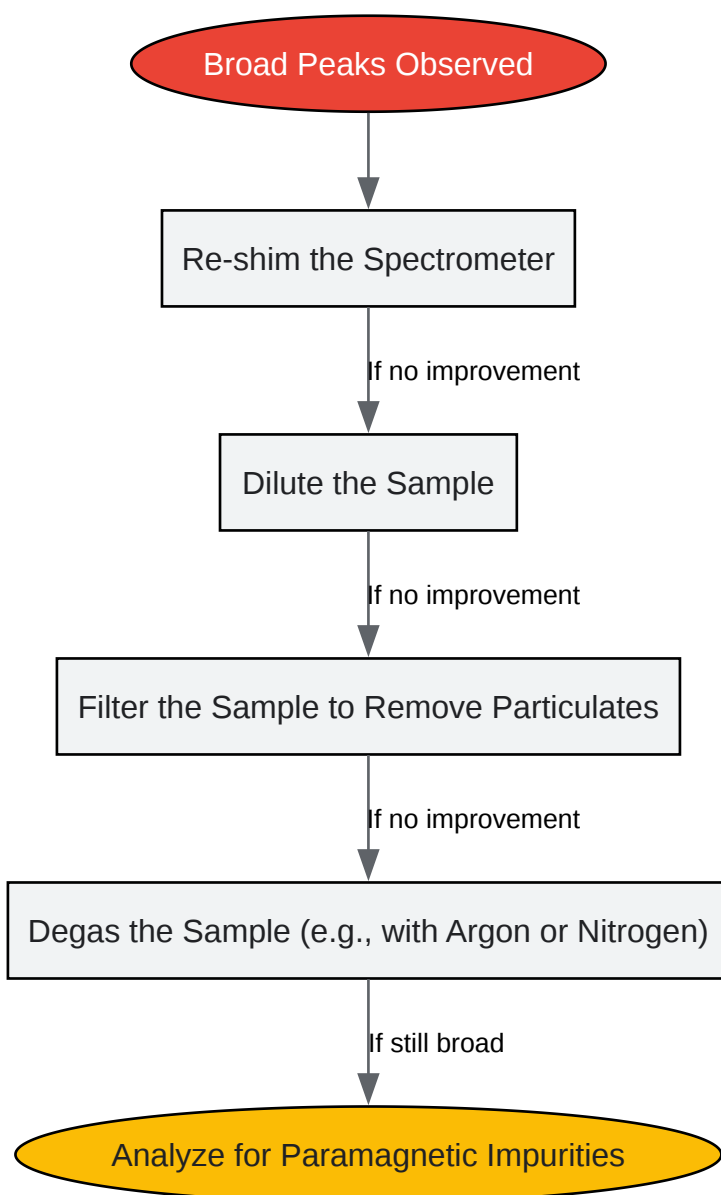 Broad Peaks Observed
Re-shim the Spectrometer
If no improvement
Dilute the Sample
If no improvement
Filter the Sample to Remove Particulates
If no improvement
Degas the Sample (e.g., with Argon or Nitrogen)
If still broad
Analyze for Paramagnetic Impurities